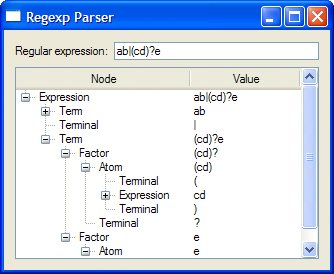 Regexp Parser
Regular expression: ab|(cd)?e
Node Value
Expression ab|(cd)?e
Term ab
Terminal |
Term (cd)?e
Factor (cd)?
Atom (cd)
Terminal (
Expression cd
Terminal )
Terminal ?
Factor e
Atom e